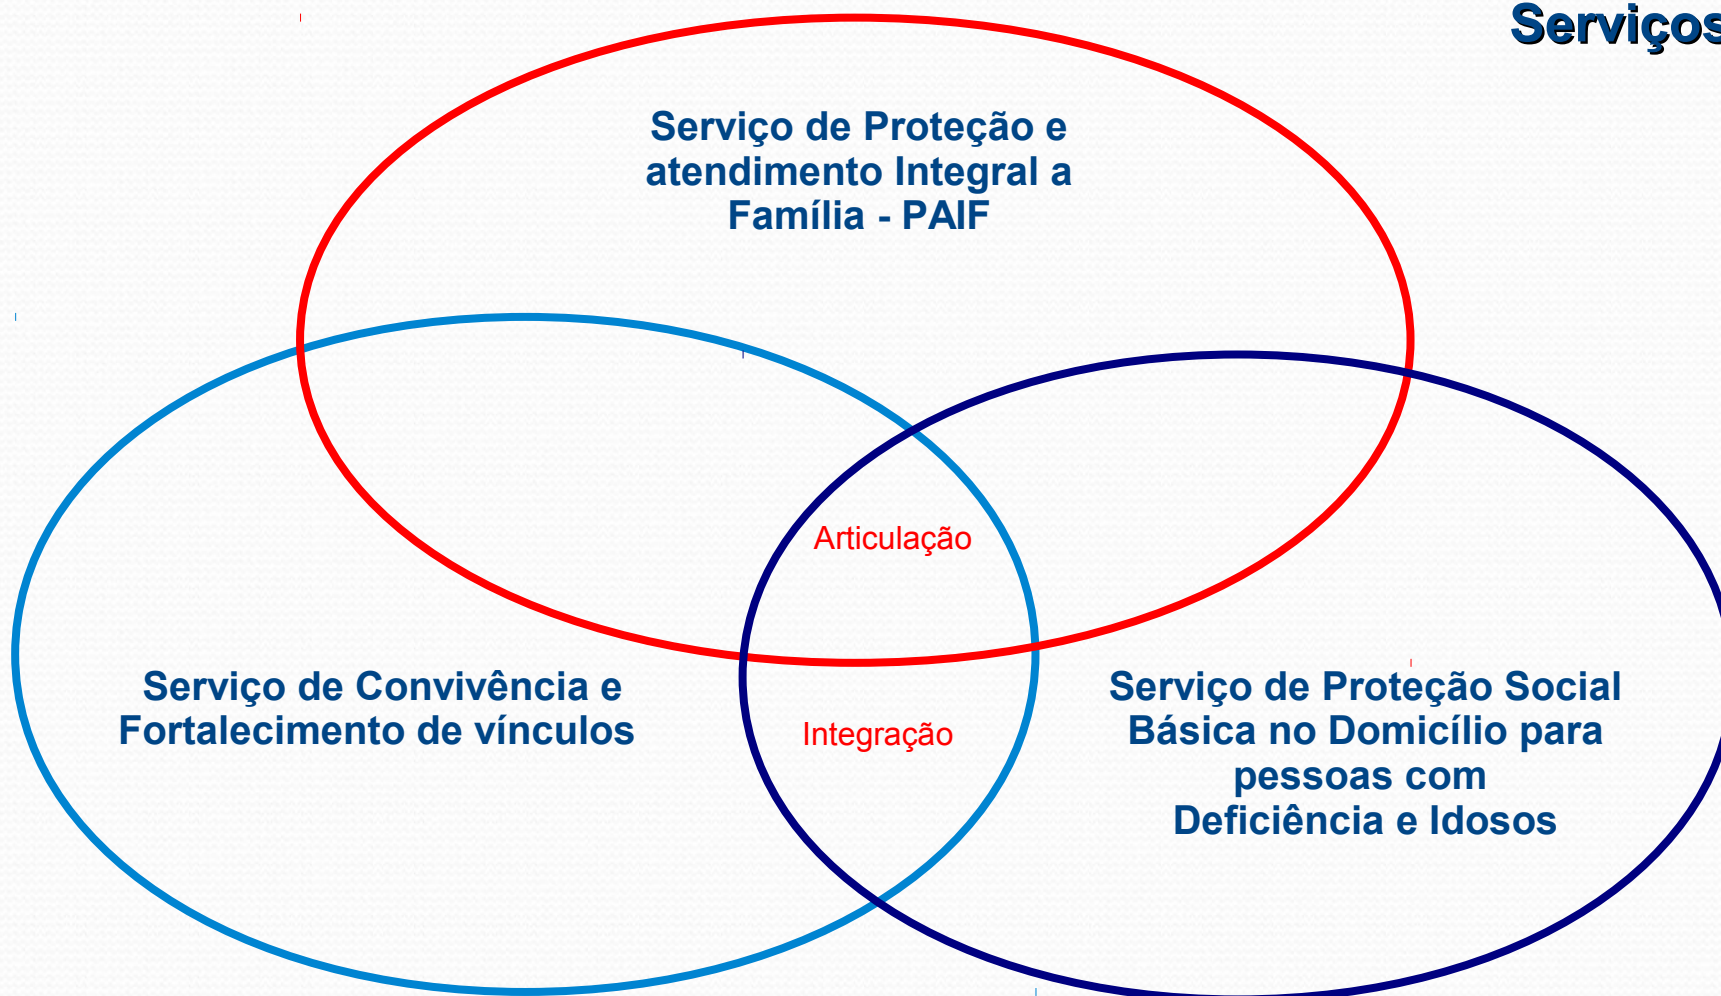 Serviços
Serviço de Proteção e
atendimento Integral a
Família - PAIF
Articulação
Serviço de Convivência e
Fortalecimento de vínculos
Integração
Serviço de Proteção Social
Básica no Domicílio para
pessoas com
Deficiência e Idosos